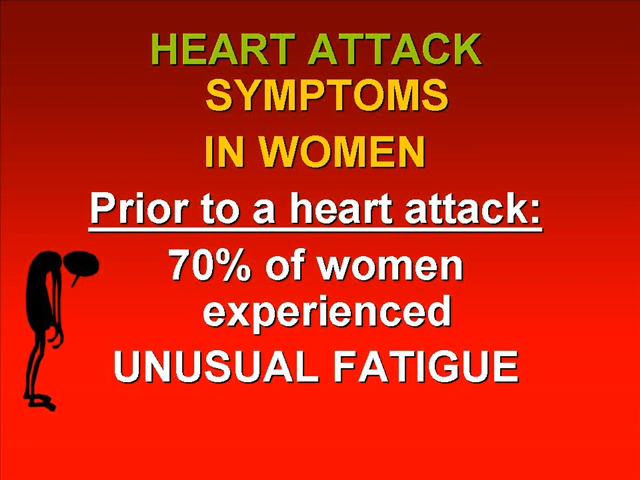 HEART ATTACK
SYMPTOMS
IN WOMEN
Prior to a heart attack:
70% of women
experienced
UNUSUAL FATIGUE